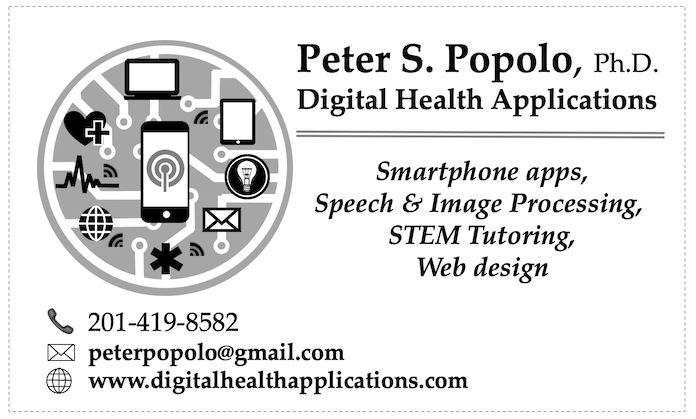 Peter S. Popolo, Ph.D.
Digital Health Applications
Smartphone apps,
Speech & Image Processing,
STEM Tutoring,
Web design
201-419-8582
peterpopolo@gmail.com
www.digitalhealthapplications.com